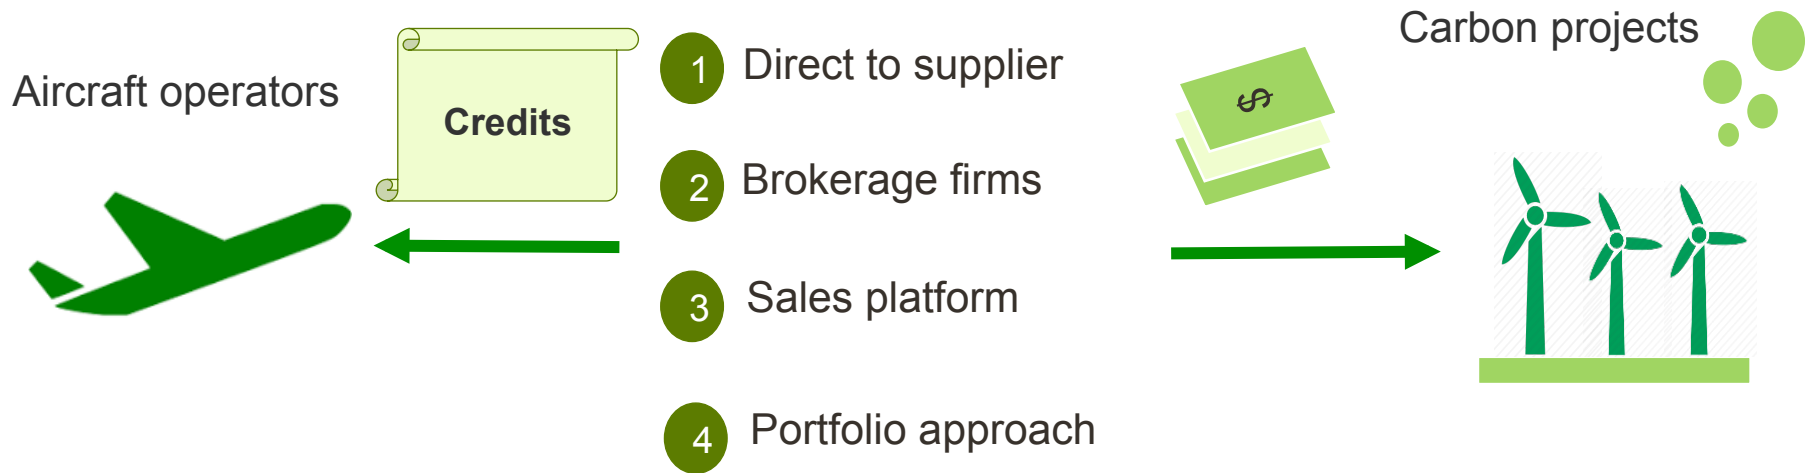 Aircraft operators
Credits
1 Direct to supplier
2 Brokerage firms
3 Sales platform
4 Portfolio approach
$
Carbon projects